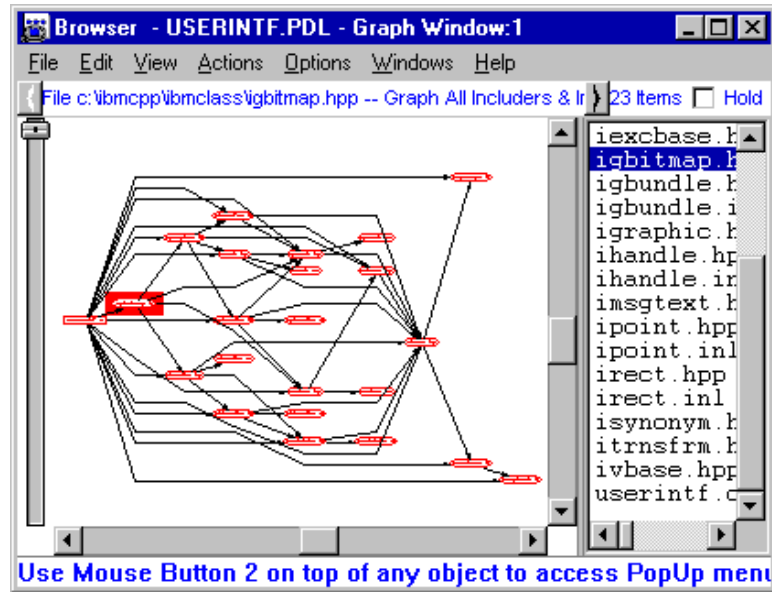 Browser - USERINTF.PDL - Graph Window:1
File Edit View Actions Options Windows Help
File c:\ibmcpp\ibmclass\igbitmap.hpp -- Graph All Includers & Ir 23 Items Hold
iexcbase.h
igbitmap.h
igbundle.h
igbundle.i
igraphic.h
ihandle.hp
ihandle.in
imsgtext.h
ipoint.hpp
ipoint.inl
irect.hpp
irect.inl
isynonym.h
itrnsfrm.h
ivbase.hpp
userintf.c
Use Mouse Button 2 on top of any object to access PopUp menu